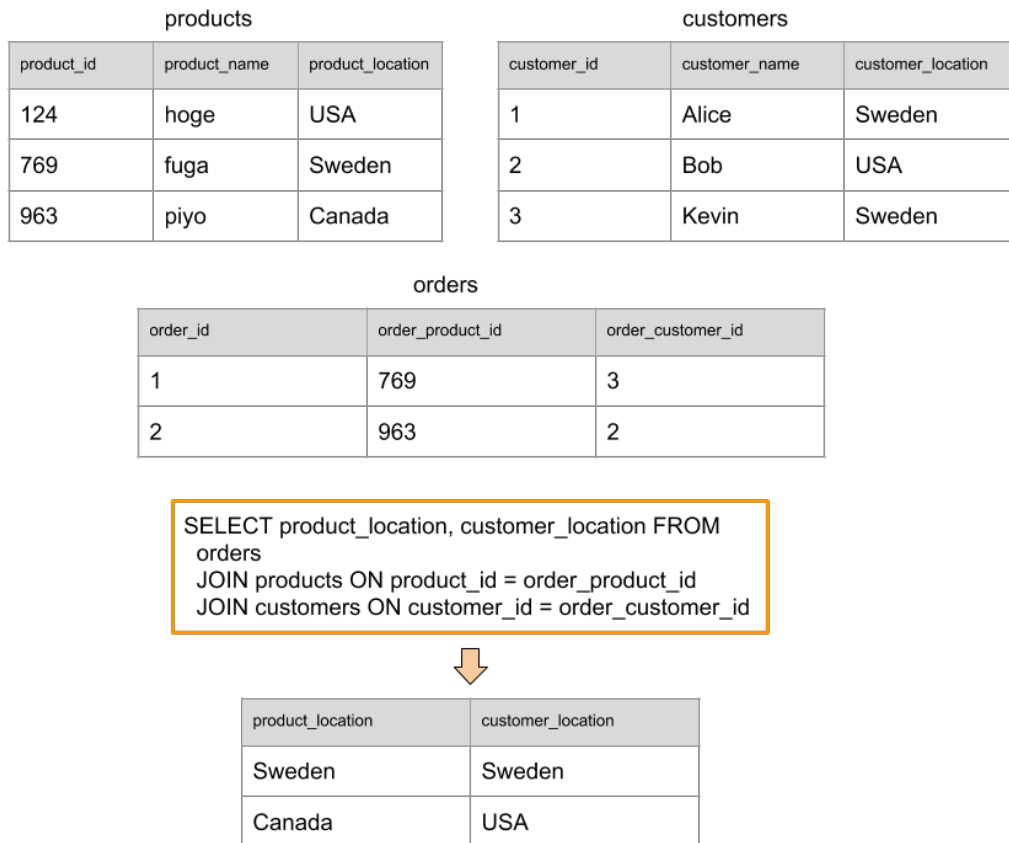 products
product_id product_name product_location
124 hoge USA
769 fuga Sweden
963 piyo Canada
customers
customer_id customer_name customer_location
1 Alice Sweden
2 Bob USA
3 Kevin Sweden
orders
order_id order_product_id order_customer_id
1 769 3
2 963 2
SELECT product_location, customer_location FROM
orders
JOIN products ON product_id = order_product_id
JOIN customers ON customer_id = order_customer_id
product_location customer_location
Sweden Sweden
Canada USA